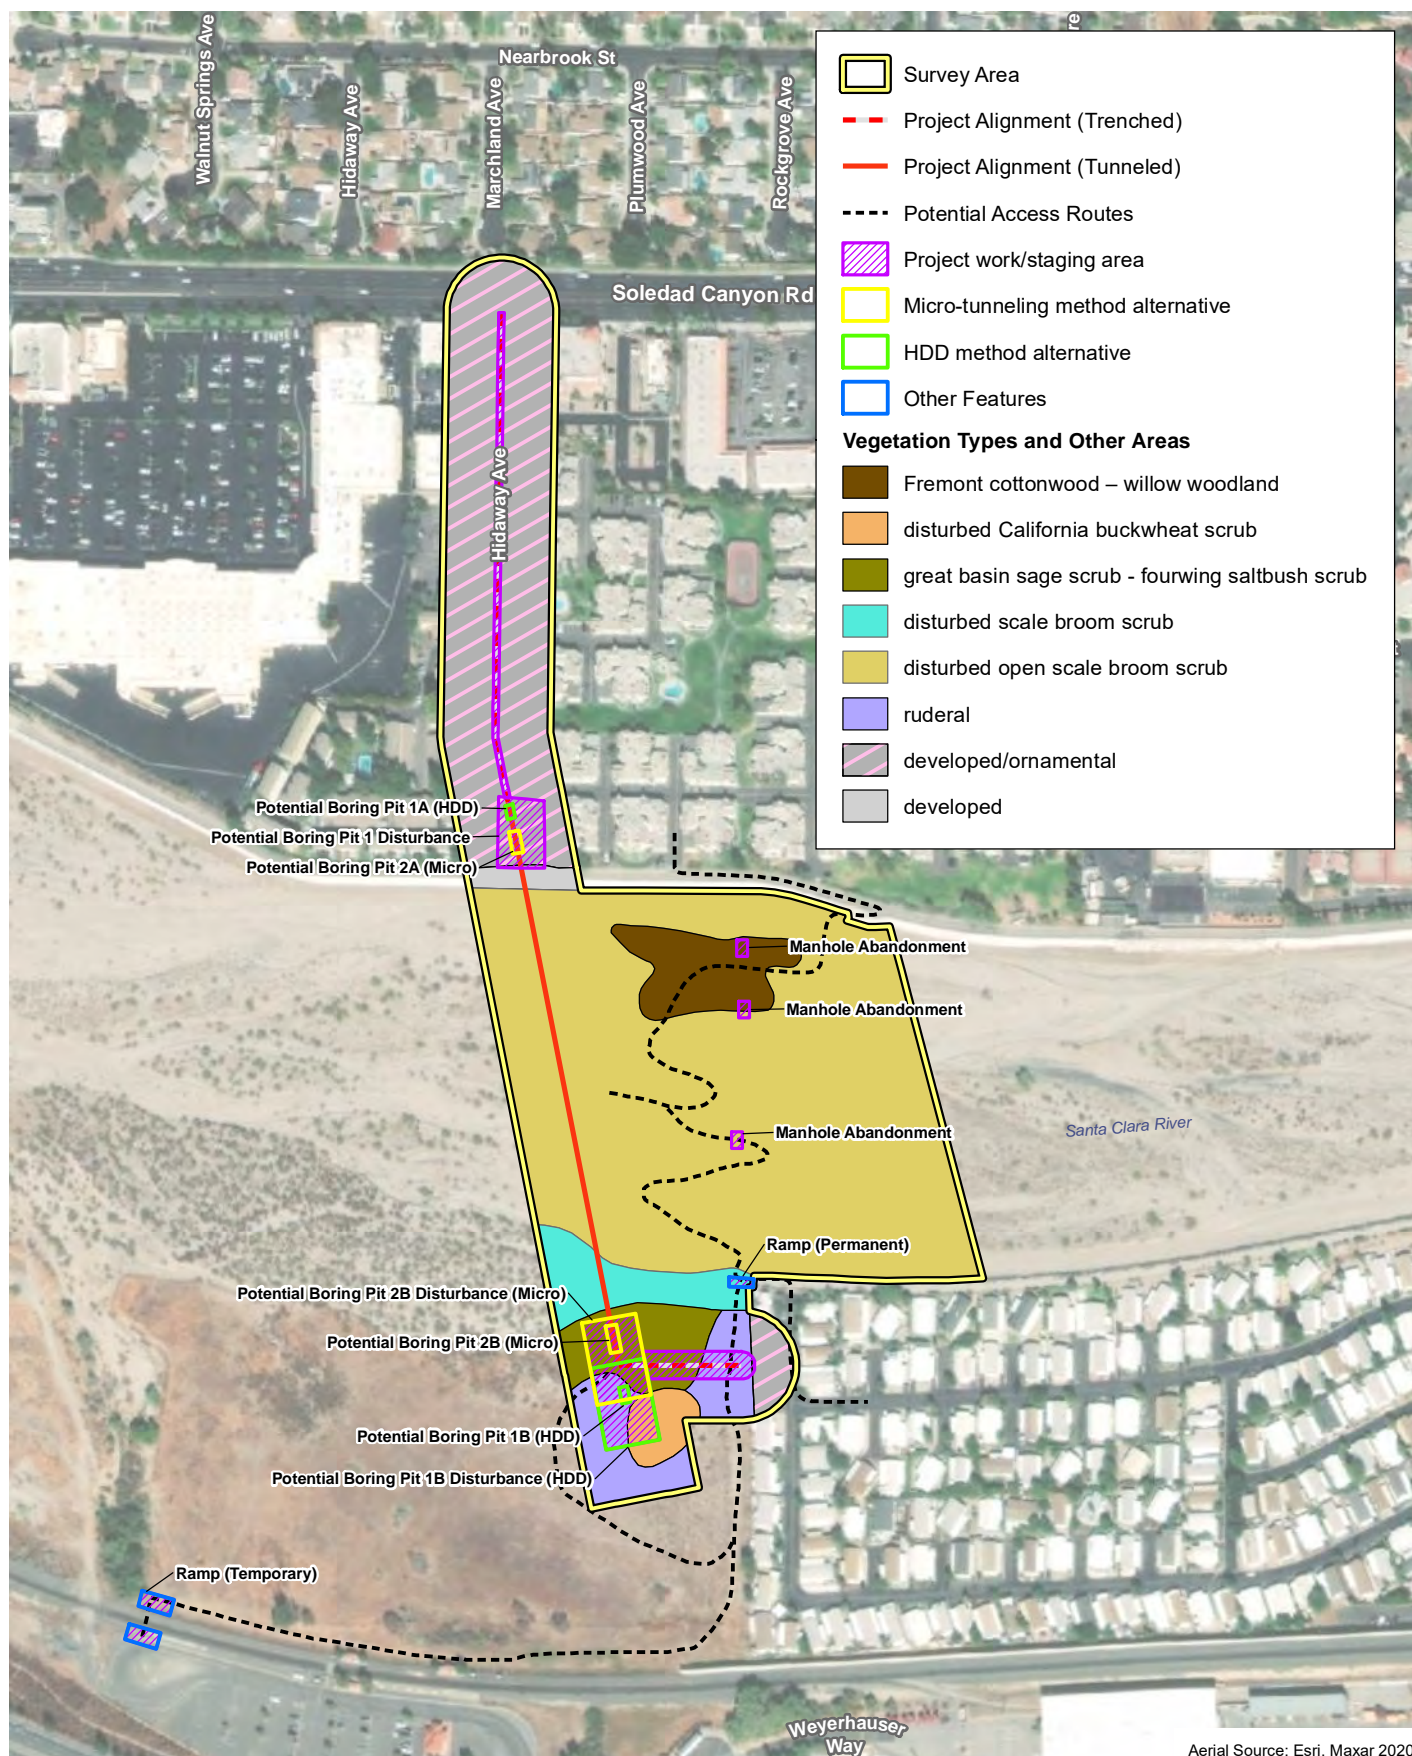 Nearbrook St
Walnut Springs Ave
Hidaway Ave
Marchland Ave
Plumwood Ave
Rockgrove Ave
Soledad Canyon Rd
Hidaway Ave
Survey Area
Project Alignment (Trenched)
Project Alignment (Tunneled)
Potential Access Routes
Project work/staging area
Micro-tunneling method alternative
HDD method alternative
Other Features
Vegetation Types and Other Areas
Fremont cottonwood – willow woodland
disturbed California buckwheat scrub
great basin sage scrub - fourwing saltbush scrub
disturbed scale broom scrub
disturbed open scale broom scrub
ruderal
developed/ornamental
developed
Potential Boring Pit 1A (HDD)
Potential Boring Pit 1 Disturbance
Potential Boring Pit 2A (Micro)
Manhole Abandonment
Manhole Abandonment
Manhole Abandonment
Santa Clara River
Ramp (Permanent)
Potential Boring Pit 2B Disturbance (Micro)
Potential Boring Pit 2B (Micro)
Potential Boring Pit 1B (HDD)
Potential Boring Pit 1B Disturbance (HDD)
Ramp (Temporary)
Weyerhauser
Way
Aerial Source: Esri, Maxar 2020